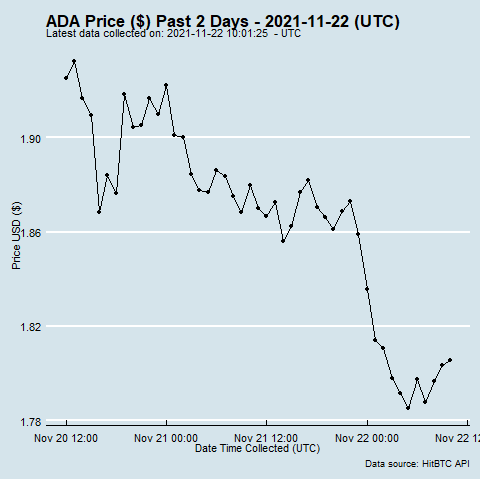 ADA Price ($) Past 2 Days - 2021-11-22 (UTC)
Latest data collected on: 2021-11-22 10:01:25 - UTC
Price USD ($)
1.90
1.86
1.82
1.78
Nov 20 12:00 Nov 21 00:00 Nov 21 12:00 Nov 22 00:00 Nov 22 12
Date Time Collected (UTC)
Data source: HitBTC API